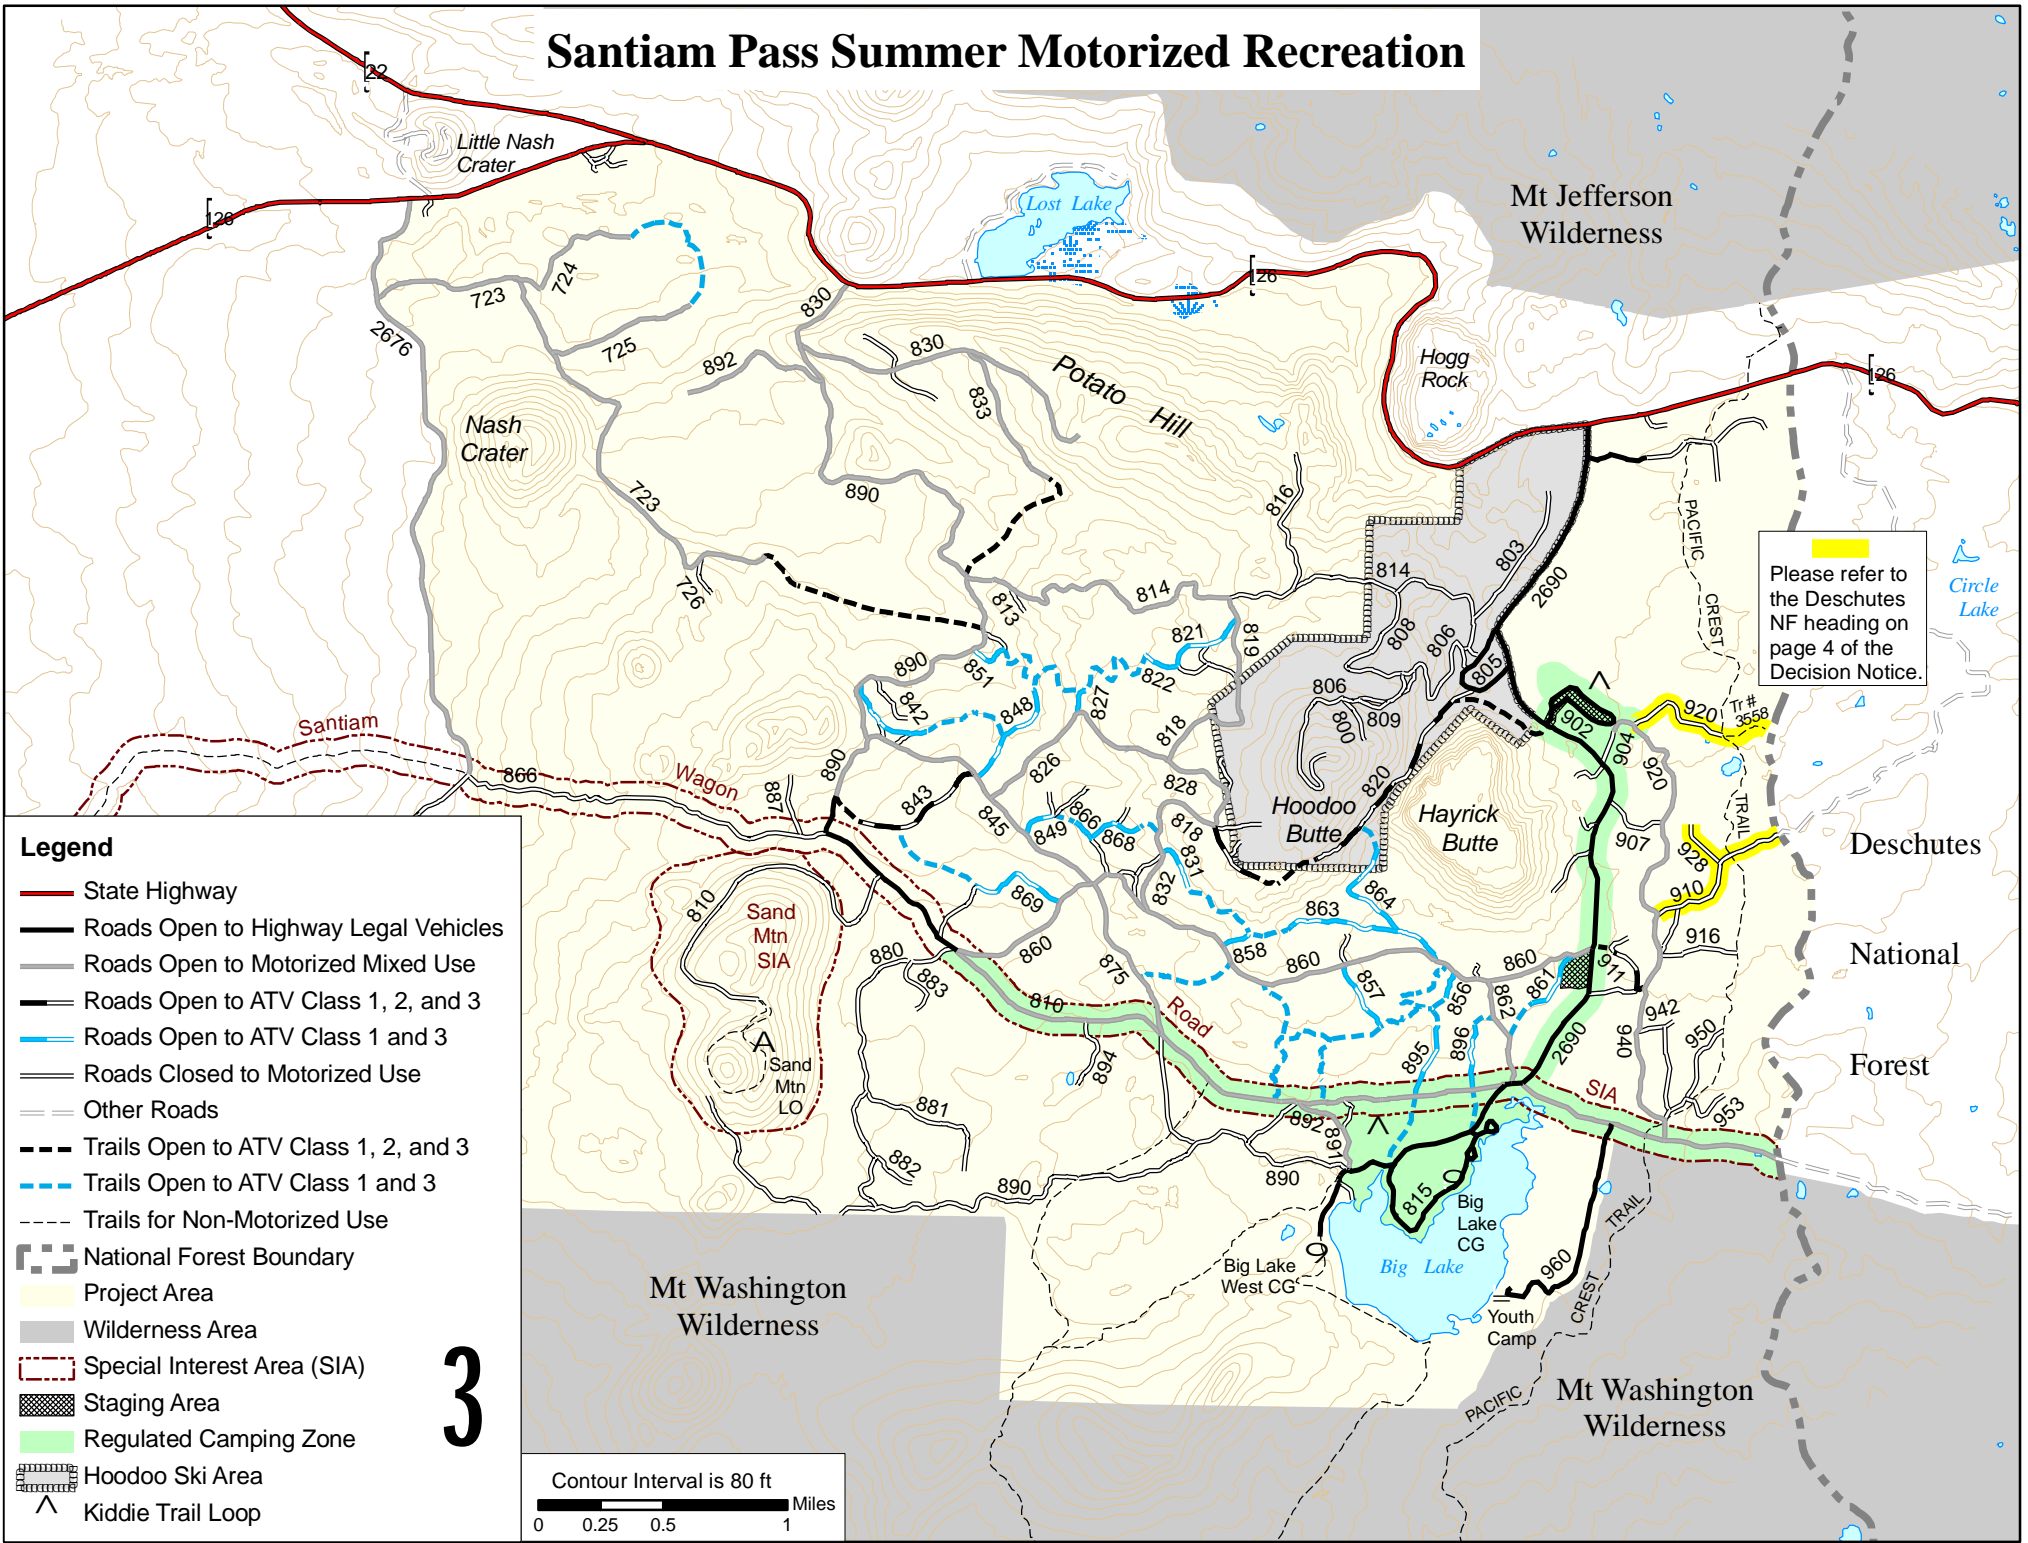 Santiam Pass Summer Motorized Recreation
22
Little Nash
Crater
126
Lost Lake
Mt Jefferson
Wilderness
126
724
723
830
2676
725
892
830
833
Potato Hill
Hogg
Rock
126
Nash
Crater
723
890
816
803
814
2690
PACIFIC
CREST
TRAIL
Please refer to
the Deschutes
NF heading on
page 4 of the
Decision Notice.
Circle
Lake
726
813
814
821
819
808
806
805
890
851
822
827
842
848
818
806
800
809
902
904
920
Tr #
3558
920
Santiam
Wagon
Road
SIA
866
887
890
843
845
826
828
849
866
868
818
831
832
820
Hoodoo
Butte
Hayrick
Butte
907
928
910
Deschutes
National
Forest
810
Sand
Mtn
SIA
869
864
863
858
860
860
860
861
911
916
880
883
810
875
857
856
862
896
895
2690
942
950
940
953
Sand
Mtn
LO
894
881
882
890
892
891
890
815
Big
Lake
CG
Big Lake
West CG
Big Lake
960
Youth
Camp
TRAIL
CREST
PACIFIC
Mt Washington
Wilderness
Mt Washington
Wilderness
Legend
State Highway
Roads Open to Highway Legal Vehicles
Roads Open to Motorized Mixed Use
Roads Open to ATV Class 1, 2, and 3
Roads Open to ATV Class 1 and 3
Roads Closed to Motorized Use
Other Roads
Trails Open to ATV Class 1, 2, and 3
Trails Open to ATV Class 1 and 3
Trails for Non-Motorized Use
National Forest Boundary
Project Area
Wilderness Area
Special Interest Area (SIA)
Staging Area
Regulated Camping Zone
Hoodoo Ski Area
Kiddie Trail Loop
3
Contour Interval is 80 ft
Miles
0 0.25 0.5 1